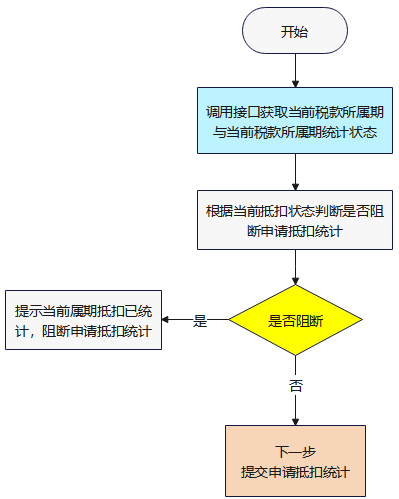 开始
调用接口获取当前税款所属期
与当前税款所属期统计状态
根据当前抵扣状态判断是否阻
断申请抵扣统计
是否阻断
是
提示当前属期抵扣已统
计，阻断申请抵扣统计
否
下一步
提交申请抵扣统计